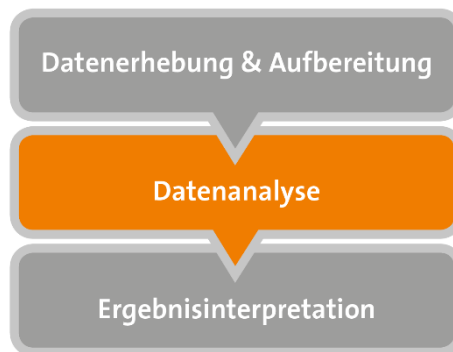 Datenerhebung & Aufbereitung
Datenanalyse
Ergebnisinterpretation